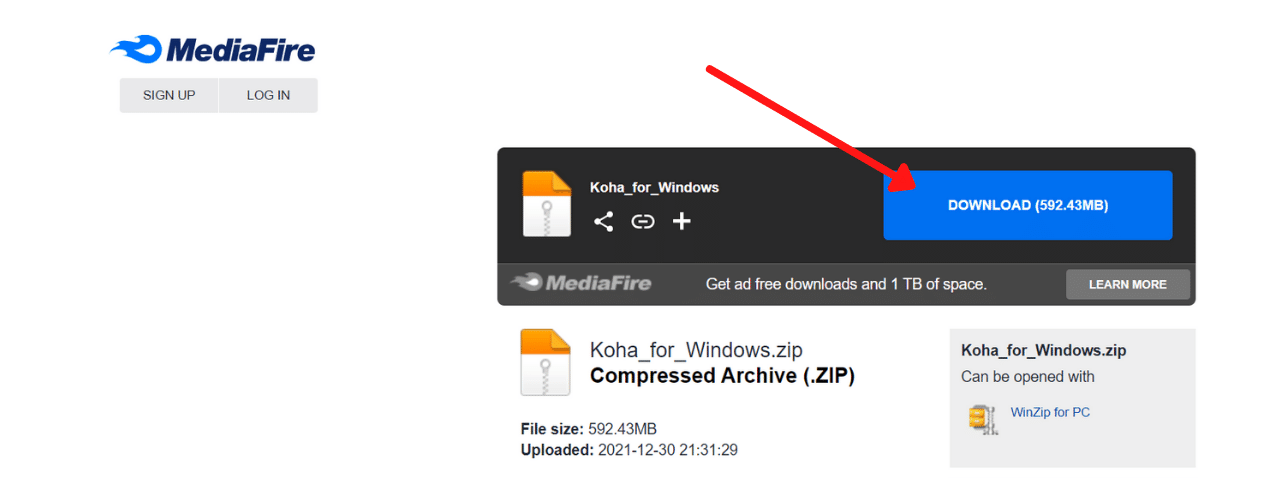 MediaFire
SIGN UP
LOG IN
Koha_for_Windows
DOWNLOAD (592.43MB)
MediaFire
Get ad free downloads and 1 TB of space.
LEARN MORE
Koha_for_Windows.zip
Compressed Archive (.ZIP)
File size: 592.43MB
Uploaded: 2021-12-30 21:31:29
Koha_for_Windows.zip
Can be opened with
WinZip for PC